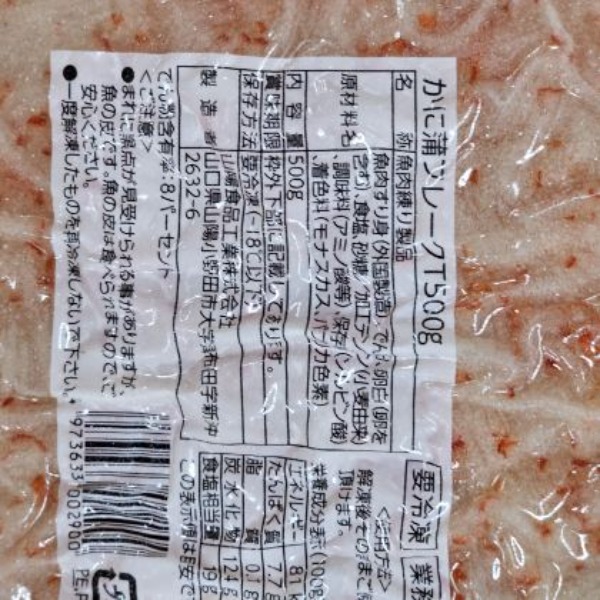 かに蒲フレークT500g
名 称 魚肉練り製品
原材料名 魚肉すり身(外国製造)、でん粉、卵白(卵を
含む)、食塩、砂糖/加工デンプン(小麦由来)
、調味料(アミノ酸等)、保存料(ソルビン酸)
、着色料(モナスカス、パプリカ色素)
内 容 量 500g
賞味期限 枠外下部に記載しております。
保存方法 要冷凍(-18℃以下)
製 造 者 山陽食品工業株式会社
山口県山陽小野田市大字郡字新沖
2632-6
でん粉含有率:8パーセント
<ご注意>
●まれに黒点が見受けられる事がありますが、
魚の皮です。魚の皮は食べられますので、ご
安心ください。
●一度解凍したものを再冷凍しないで下さい。
要冷凍
<使用方法>
解凍後そのまま
頂けます。
栄養成分表示(100g
エネルギー 81
たんぱく質 7.7
脂 質 0.1
炭水化物 12.4
食塩相当量 1.9
この表示値は目安で
973633 002900
PE,P